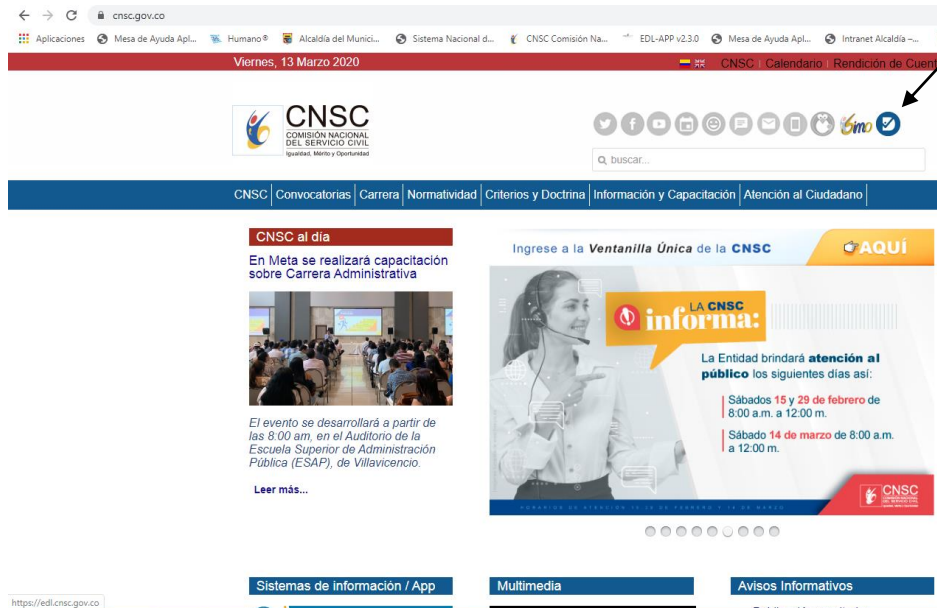 cnsc.gov.co
Aplicaciones Mesa de Ayuda Apl... Humano® Alcaldía del Munici... Sistema Nacional d... CNSC Comisión Na... EDL-APP v2.3.0 Mesa de Ayuda Apl... Intranet Alcaldía –...
Viernes, 13 Marzo 2020 CNSC | Calendario | Rendición de Cuent
CNSC
COMISIÓN NACIONAL
DEL SERVICIO CIVIL
Igualdad, Mérito y Oportunidad
Simo
buscar...
CNSC | Convocatorias | Carrera | Normatividad | Criterios y Doctrina | Información y Capacitación | Atención al Ciudadano |
CNSC al día
En Meta se realizará capacitación
sobre Carrera Administrativa
El evento se desarrollará a partir de
las 8:00 am, en el Auditorio de la
Escuela Superior de Administración
Pública (ESAP), de Villavicencio.
Leer más...
Ingrese a la Ventanilla Única de la CNSC AQUÍ
LA CNSC
informa:
La Entidad brindará atención al
público los siguientes días así:
Sábados 15 y 29 de febrero de
8:00 a.m. a 12:00 m.
Sábado 14 de marzo de 8:00 a.m.
a 12:00 m.
CNSC
Sistemas de información / App Multimedia Avisos Informativos
https://edl.cnsc.gov.co